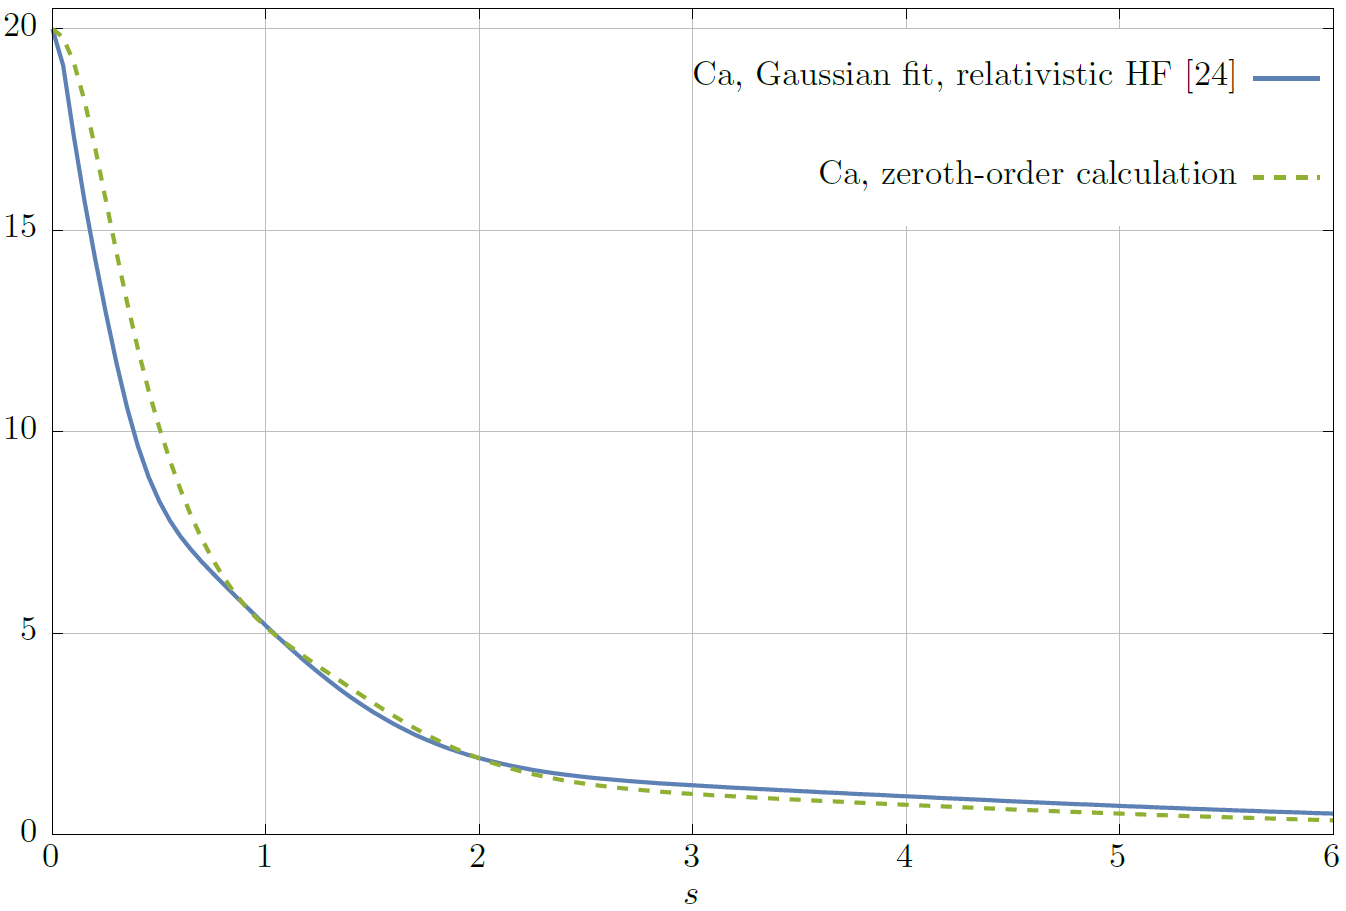 20
Ca, Gaussian fit, relativistic HF [24]
Ca, zeroth-order calculation
15
10
5
0
0 1 2 3 4 5 6
s